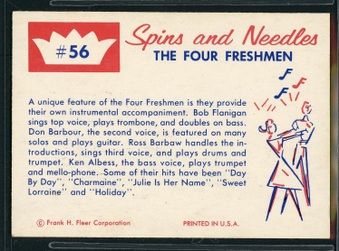 #56
Spins and Needles
THE FOUR FRESHMEN
A unique feature of the Four Freshmen is they provide
their own instrumental accompaniment. Bob Flanigan
sings top voice, plays trombone, and doubles on bass.
Don Barbour, the second voice, is featured on many
solos and plays guitar. Ross Barbaw handles the in-
troductions, sings third voice, and plays drums and
trumpet. Ken Albess, the bass voice, plays trumpet
and mello-phone. Some of their hits have been "Day
By Day", "Charmaine", "Julie Is Her Name", "Sweet
Lorraine" and "Holiday".
© Frank H. Fleer Corporation
PRINTED IN U.S.A.